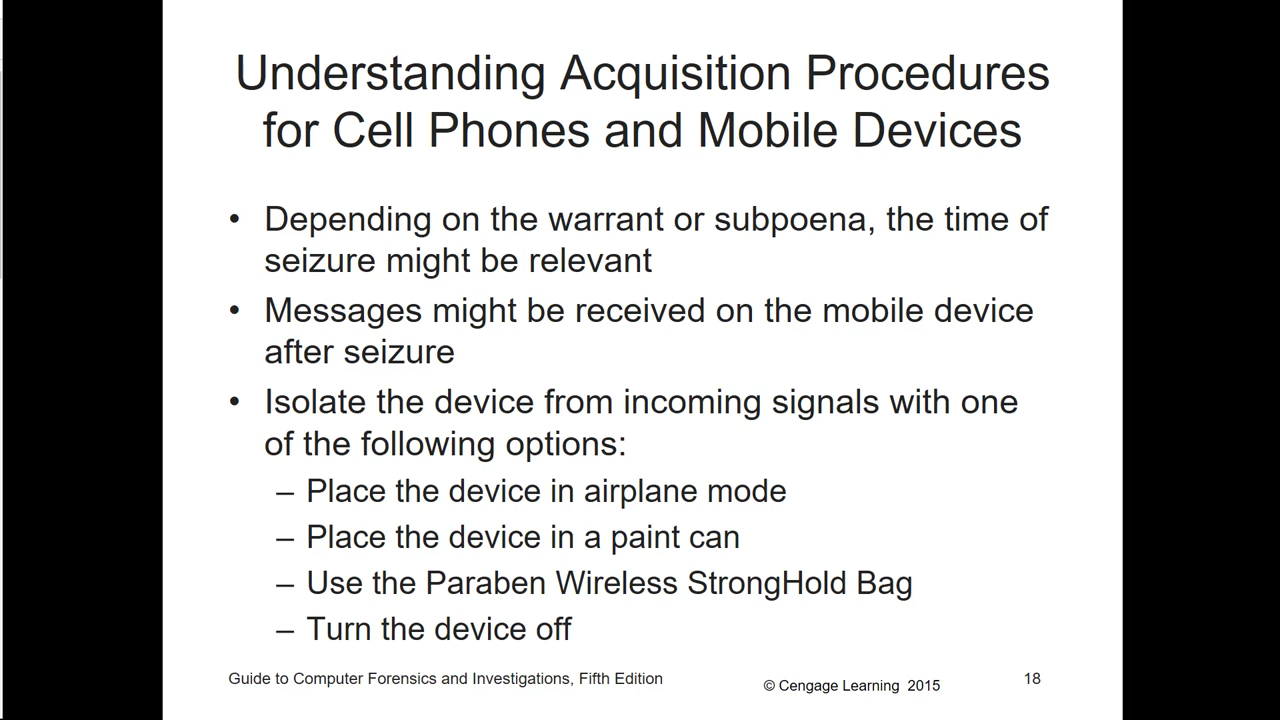 Understanding Acquisition Procedures
for Cell Phones and Mobile Devices
• Depending on the warrant or subpoena, the time of
seizure might be relevant
• Messages might be received on the mobile device
after seizure
• Isolate the device from incoming signals with one
of the following options:
– Place the device in airplane mode
– Place the device in a paint can
– Use the Paraben Wireless StrongHold Bag
– Turn the device off
Guide to Computer Forensics and Investigations, Fifth Edition
© Cengage Learning 2015
18